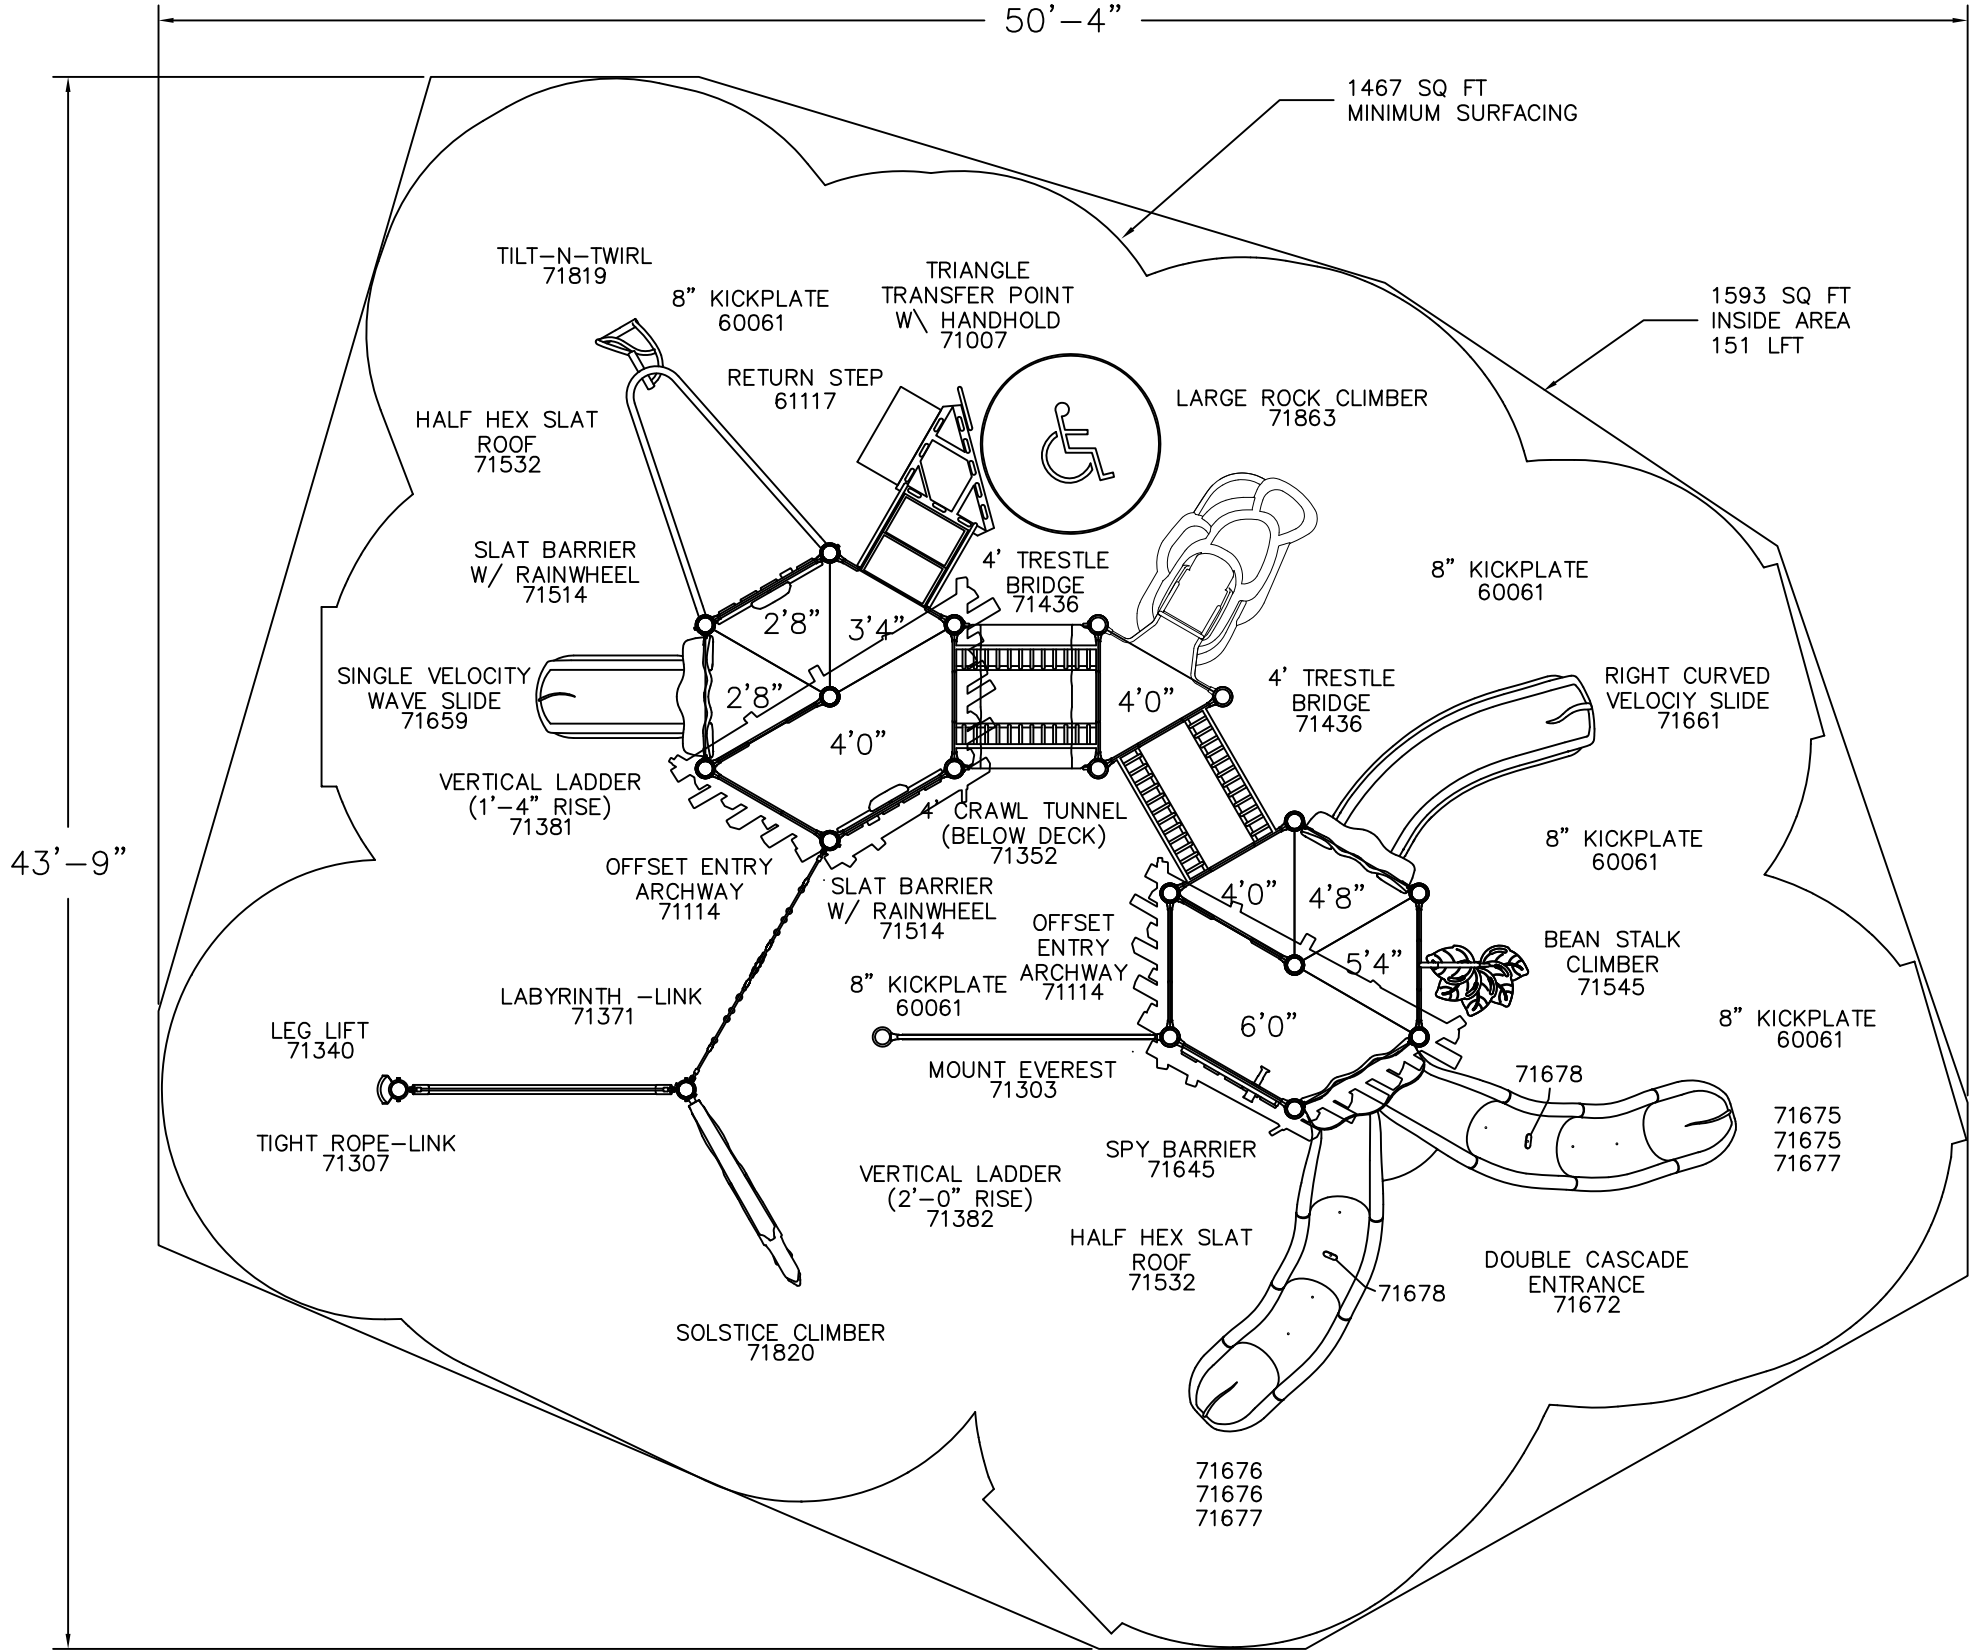 50'-4"
1467 SQ FT
MINIMUM SURFACING
TILT-N-TWIRL
71819
8" KICKPLATE
60061
TRIANGLE
TRANSFER POINT
W\ HANDHOLD
71007
1593 SQ FT
INSIDE AREA
151 LFT
RETURN STEP
61117
LARGE ROCK CLIMBER
71863
HALF HEX SLAT
ROOF
71532
SLAT BARRIER
W/ RAINWHEEL
71514
4' TRESTLE
BRIDGE
71436
8" KICKPLATE
60061
2'8"
3'4"
SINGLE VELOCITY
WAVE SLIDE
71659
2'8"
4'0"
4'0"
4' TRESTLE
BRIDGE
71436
RIGHT CURVED
VELOCIY SLIDE
71661
VERTICAL LADDER
(1'-4" RISE)
71381
4' CRAWL TUNNEL
(BELOW DECK)
71352
43'-9"
8" KICKPLATE
60061
OFFSET ENTRY
ARCHWAY
71114
SLAT BARRIER
W/ RAINWHEEL
71514
4'0"
4'8"
OFFSET
ENTRY
ARCHWAY
71114
5'4"
BEAN STALK
CLIMBER
71545
8" KICKPLATE
60061
LABYRINTH -LINK
71371
6'0"
8" KICKPLATE
60061
LEG LIFT
71340
MOUNT EVEREST
71303
71678
71675
71675
71677
TIGHT ROPE-LINK
71307
SPY BARRIER
71645
VERTICAL LADDER
(2'-0" RISE)
71382
HALF HEX SLAT
ROOF
71532
DOUBLE CASCADE
ENTRANCE
71672
71678
SOLSTICE CLIMBER
71820
71676
71676
71677